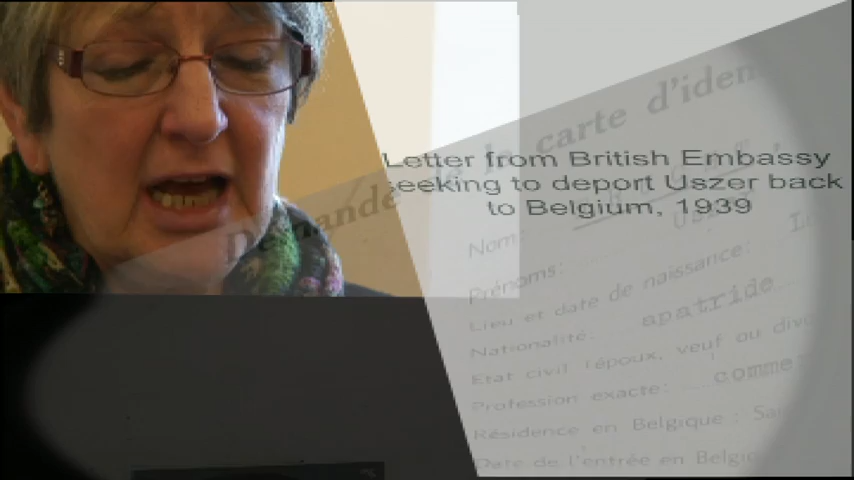 Demande de la carte d'iden
Letter from British Embassy
seeking to deport Uszer back
to Belgium, 1939
Nom:
Prénoms:
Lieu et date de naissance:
Nationalité: apatride
Etat civil (époux, veuf ou divo
Profession exacte: comme
Résidence en Belgique :
Date de l'entrée en Belgiq